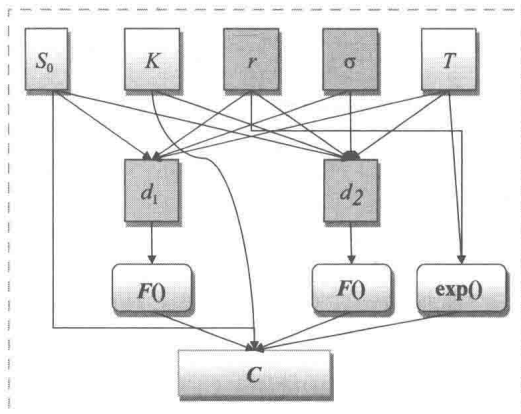 S₀ K r σ T
d₁ d2
F() F() exp()
C